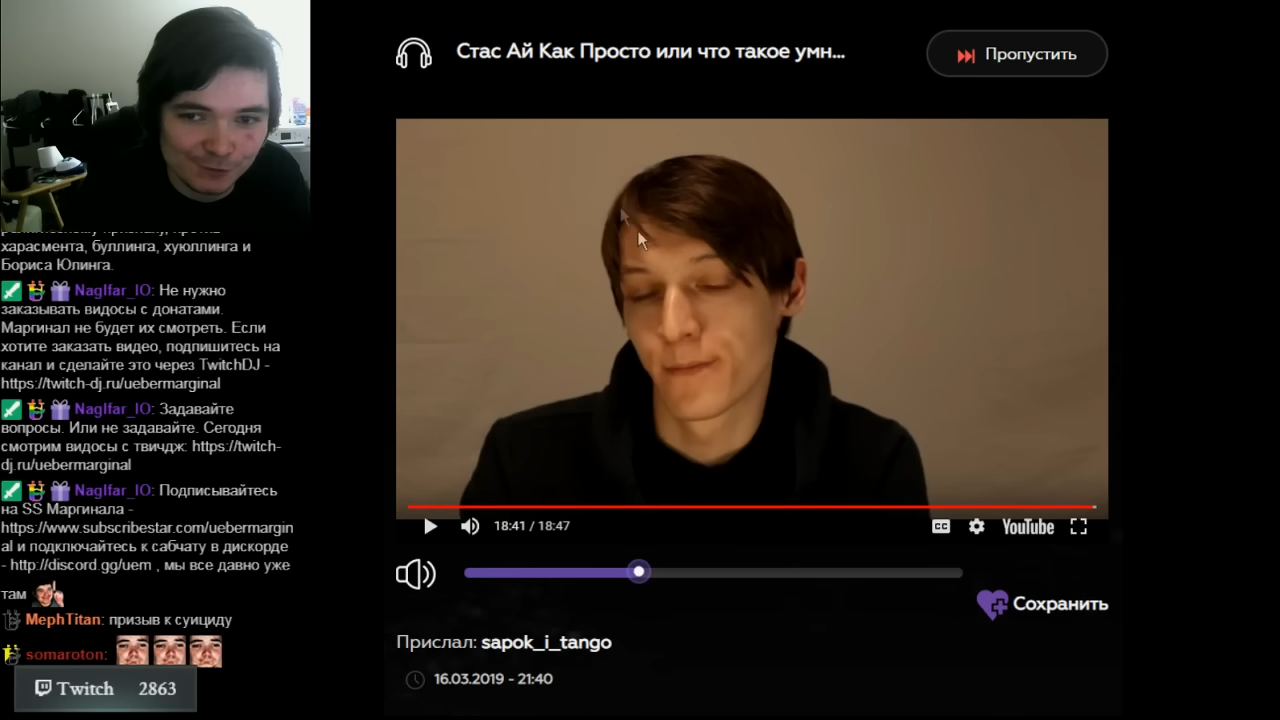 Стас Ай Как Просто или что такое умн...
Пропустить
харасмента, буллинга, хуюллинга и
Бориса Юлинга.
NagIfar_IO: Не нужно
заказывать видосы с донатами.
Маргинал не будет их смотреть. Если
хотите заказать видео, подпишитесь на
канал и сделайте это через TwitchDJ -
https://twitch-dj.ru/uebermarginal
NagIfar_IO: Задавайте
вопросы. Или не задавайте. Сегодня
смотрим видосы с твичдж: https://twitch-
dj.ru/uebermarginal
NagIfar_IO: Подписывайтесь
на SS Маргинала -
https://www.subscribestar.com/uebermargin
al и подключайтесь к сабчату в дискорде
- http://discord.gg/uem , мы все давно уже
там
MephTitan: призыв к суициду
somaroton:
Twitch 2863
18:41 / 18:47
CC
YouTube
Сохранить
Прислал: sapok_i_tango
16.03.2019 - 21:40